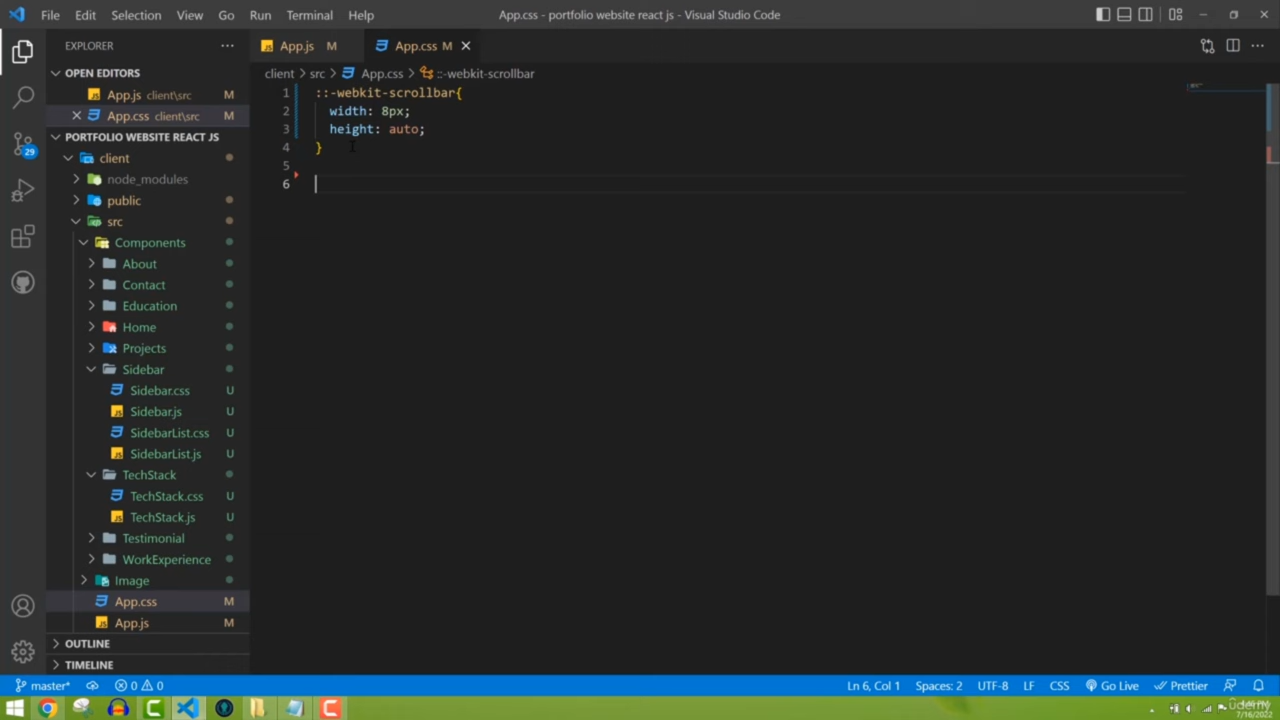 File Edit Selection View Go Run Terminal Help App.css - portfolio website react js - Visual Studio Code
EXPLORER
App.js M
App.css M
OPEN EDITORS
client > src > App.css > ::-webkit-scrollbar
App.js client\src M
App.css client\src M
PORTFOLIO WEBSITE REACT JS
client
node_modules
public
src
Components
About
Contact
Education
Home
Projects
Sidebar
Sidebar.css U
Sidebar.js U
SidebarList.css U
SidebarList.js U
TechStack
TechStack.css U
TechStack.js U
Testimonial
WorkExperience
Image
App.css M
App.js M
OUTLINE
TIMELINE
29
1 ::-webkit-scrollbar{
2 width: 8px;
3 height: auto;
4 }
5
6
master* 0 0 Ln 6, Col 1 Spaces: 2 UTF-8 LF CSS Go Live Prettier
7/16/2022
udemy